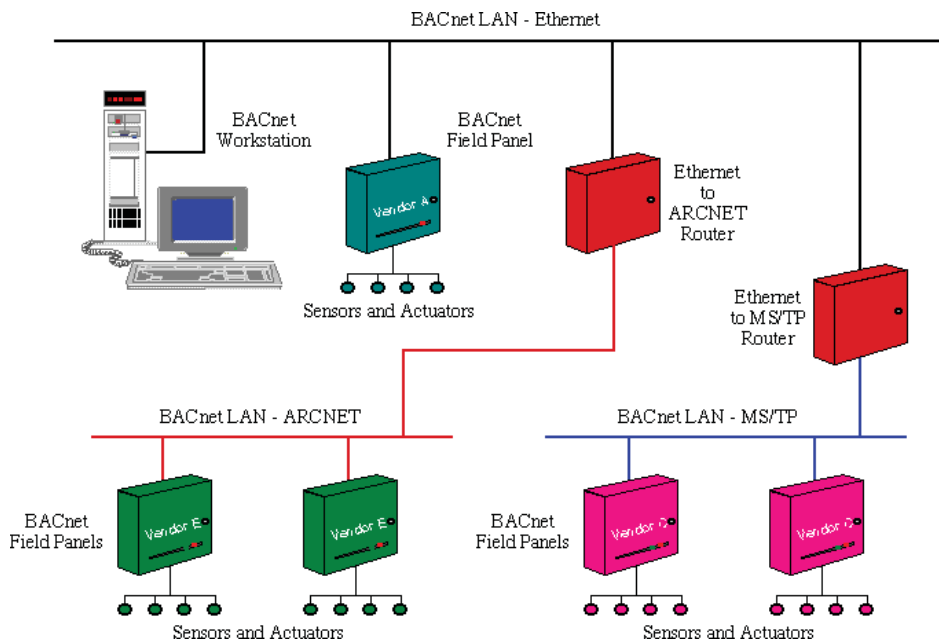 BACnet LAN - Ethernet
BACnet
Workstation
BACnet
Field Panel
Vendor A
Ethernet
to
ARCNET
Router
Sensors and Actuators
Ethernet
to MS/TP
Router
BACnet LAN - ARCNET
BACnet LAN - MS/TP
BACnet
Field Panels
Vendor
Vendor
BACnet
Field Panels
Vendor
Vendor
Sensors and Actuators
Sensors and Actuators